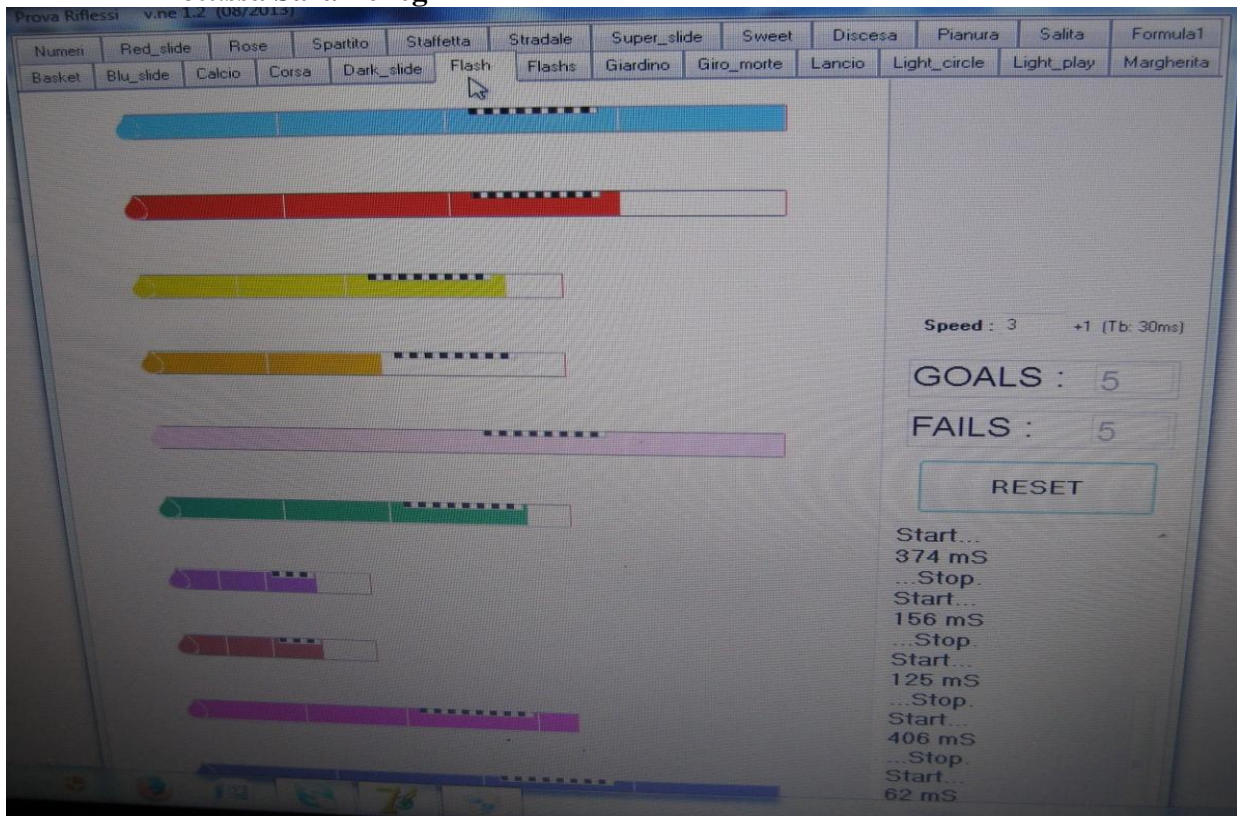 Prova Riflessi v.ne 1.2 (08/2013)
Numeri Red_slide Rose Spartito Staffetta Stradale Super_slide Sweet Discesa Pianura Salita Formula1
Basket Blu_slide Calcio Corsa Dark_slide Flash Flashs Giardino Giro_morte Lancio Light_circle Light_play Margherita
Speed : 3 +1 (Tb: 30ms)
GOALS : 5
FAILS : 5
RESET
Start...
374 mS
...Stop.
Start...
156 mS
...Stop.
Start...
125 mS
...Stop.
Start...
406 mS
...Stop.
Start...
62 mS